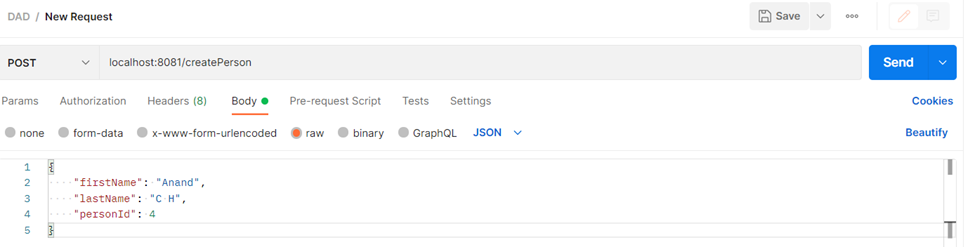 DAD / New Request Save
POST localhost:8081/createPerson Send
Params Authorization Headers (8) Body Pre-request Script Tests Settings Cookies
none form-data x-www-form-urlencoded raw binary GraphQL JSON Beautify
1 {
2 "firstName": "Anand",
3 "lastName": "C H",
4 "personId": 4
5 }